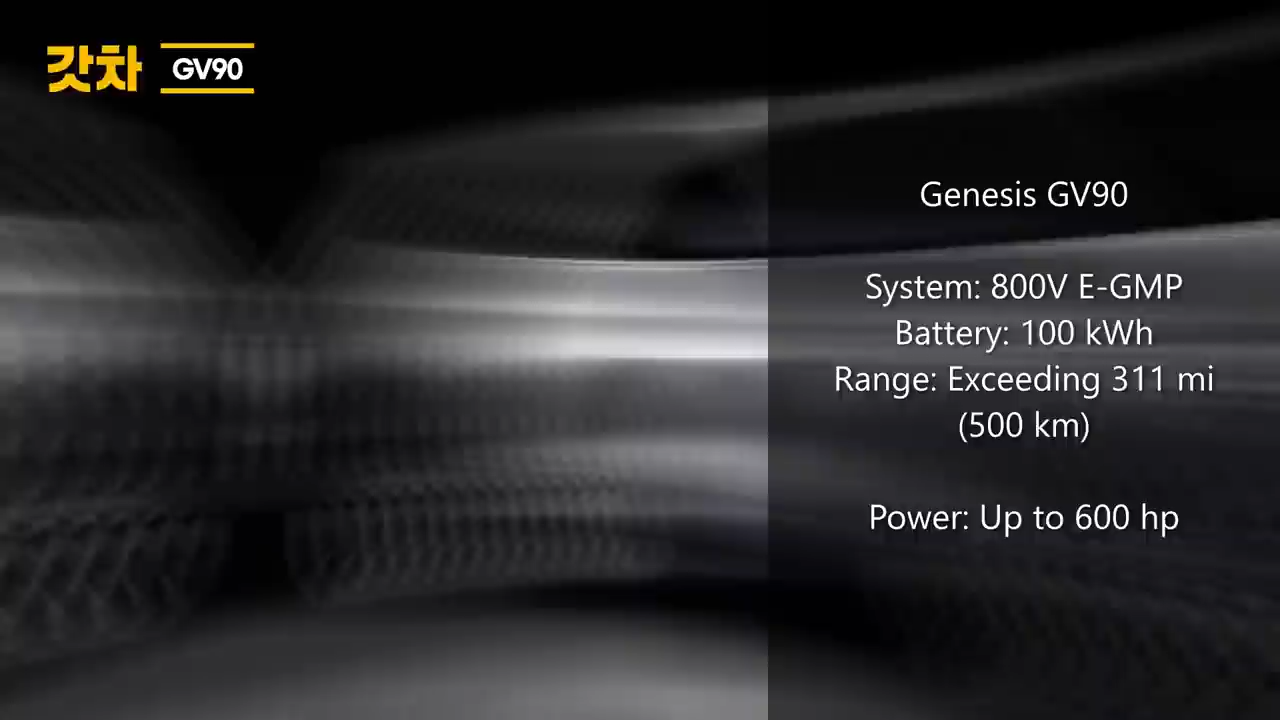 갓차
GV90
Genesis GV90
System: 800V E-GMP
Battery: 100 kWh
Range: Exceeding 311 mi
(500 km)
Power: Up to 600 hp